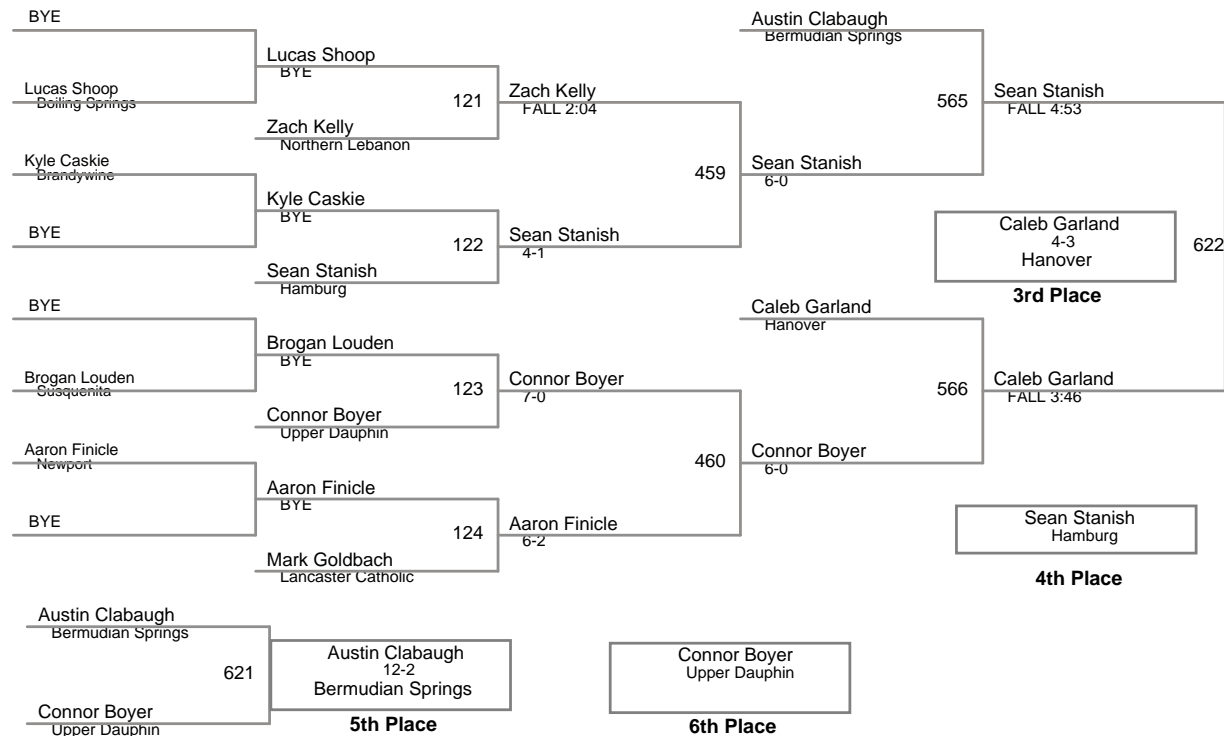 BYE
Lucas Shoop
Boiling Springs
Kyle Caskie
Brandywine
BYE
BYE
Brogan Louden
Susquenita
Aaron Finicle
Newport
BYE
Lucas Shoop
BYE
121
Zach Kelly
Northern Lebanon
Kyle Caskie
BYE
122
Sean Stanish
Hamburg
Brogan Louden
BYE
123
Connor Boyer
Upper Dauphin
Aaron Finicle
BYE
124
Mark Goldbach
Lancaster Catholic
Zach Kelly
FALL 2:04
459
Sean Stanish
4-1
Connor Boyer
7-0
460
Aaron Finicle
6-2
Austin Clabaugh
Bermudian Springs
565
Sean Stanish
6-0
Caleb Garland
Hanover
566
Connor Boyer
6-0
Sean Stanish
FALL 4:53
622
Caleb Garland
FALL 3:46
Caleb Garland
4-3
Hanover
3rd Place
Sean Stanish
Hamburg
4th Place
Austin Clabaugh
Bermudian Springs
621
Connor Boyer
Upper Dauphin
Austin Clabaugh
12-2
Bermudian Springs
5th Place
Connor Boyer
Upper Dauphin
6th Place